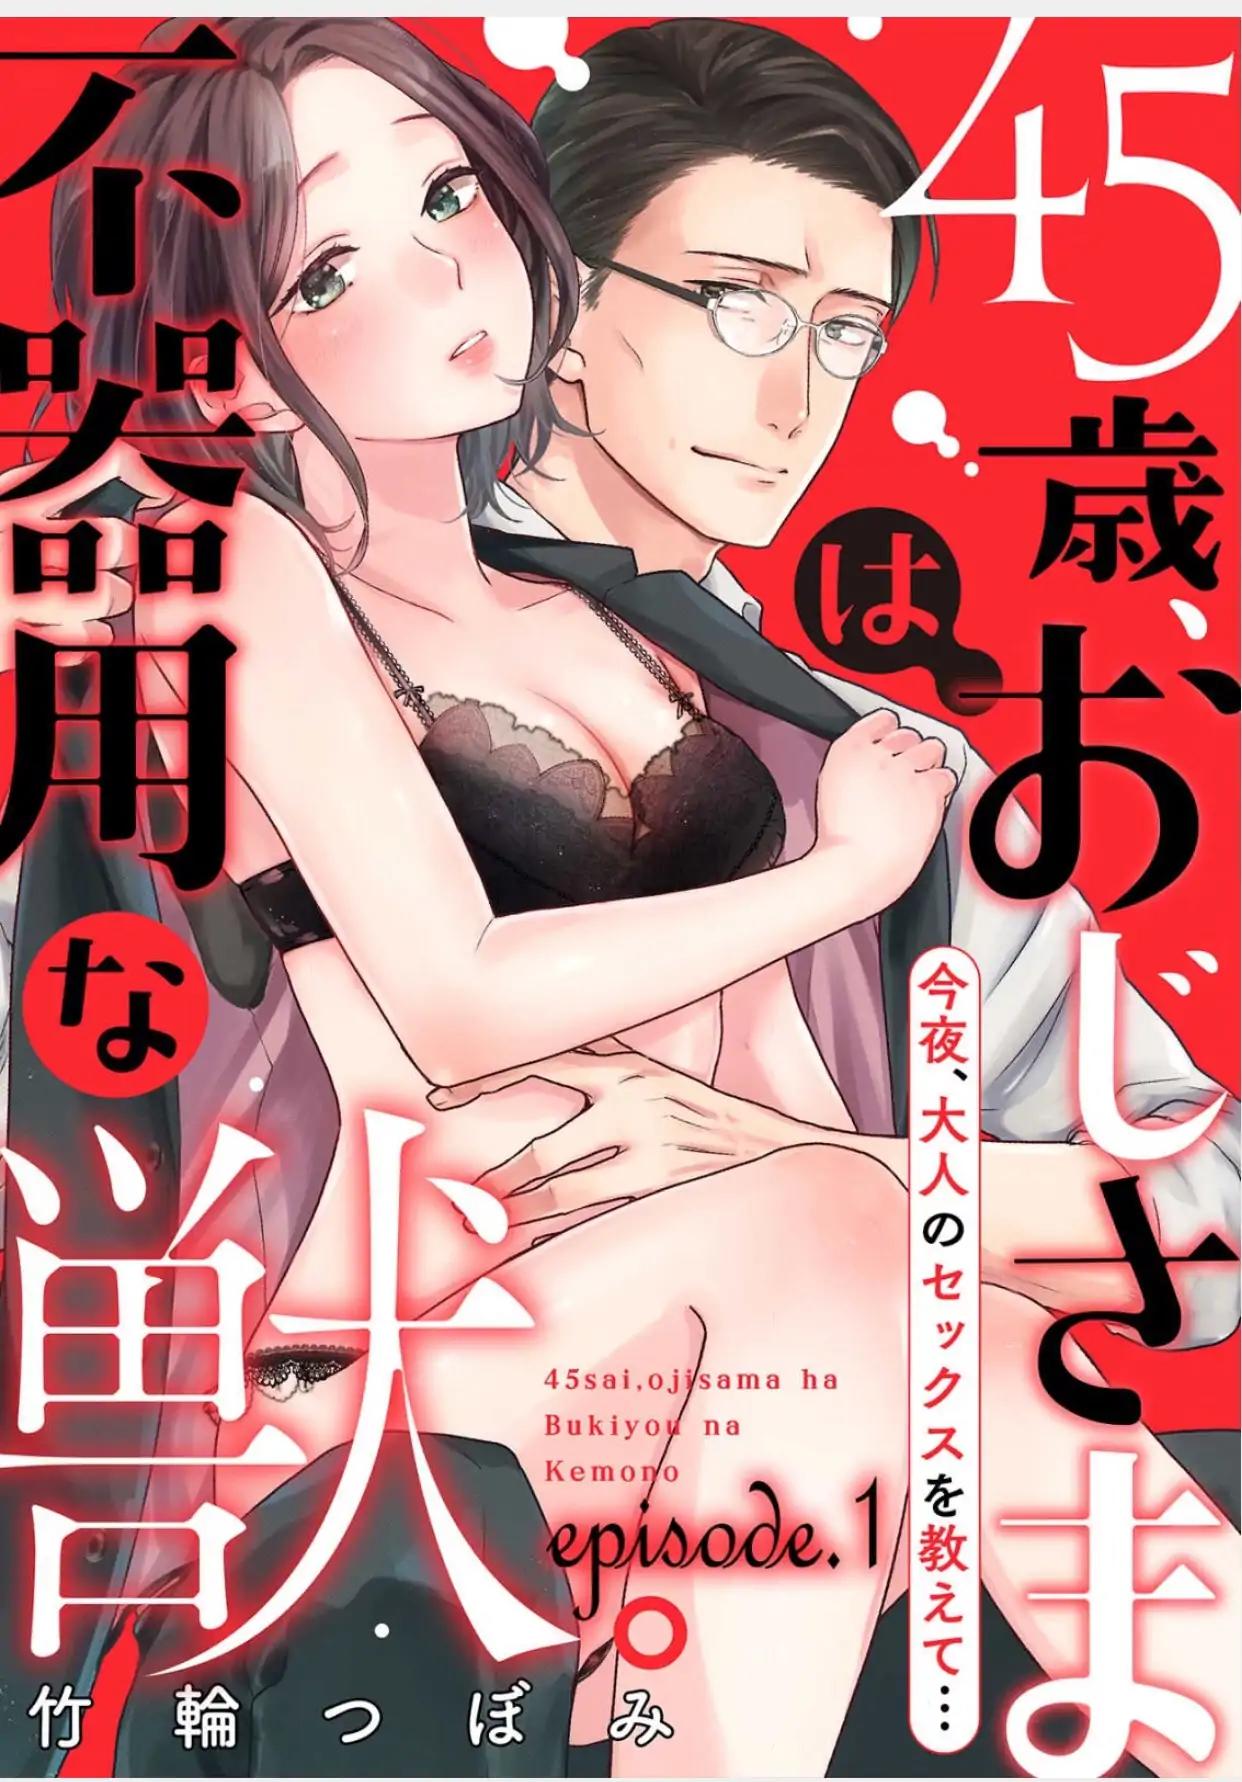 45歳、おじさま
は
不器用
な
獣。
今夜、大人のセックスを教えて…
45sai,ojisama ha
Bukiyou na
Kemono
episode.1
竹輪つぼみ